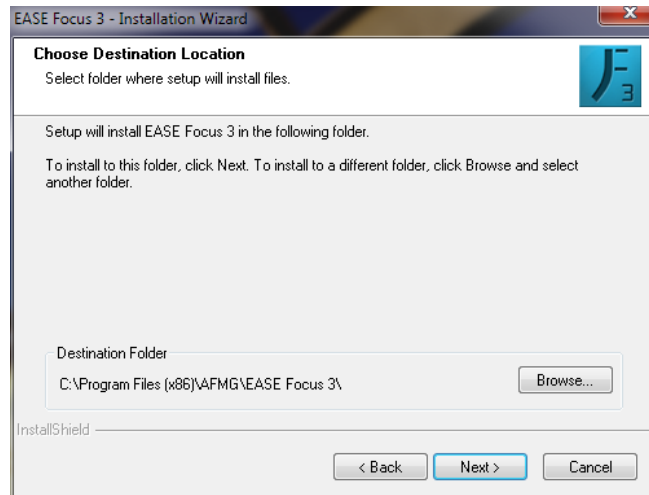 EASE Focus 3 - Installation Wizard
Choose Destination Location
Select folder where setup will install files.
3
Setup will install EASE Focus 3 in the following folder.
To install to this folder, click Next. To install to a different folder, click Browse and select
another folder.
Destination Folder
C:\Program Files (x86)\AFMG\EASE Focus 3\
Browse...
InstallShield
< Back
Next >
Cancel